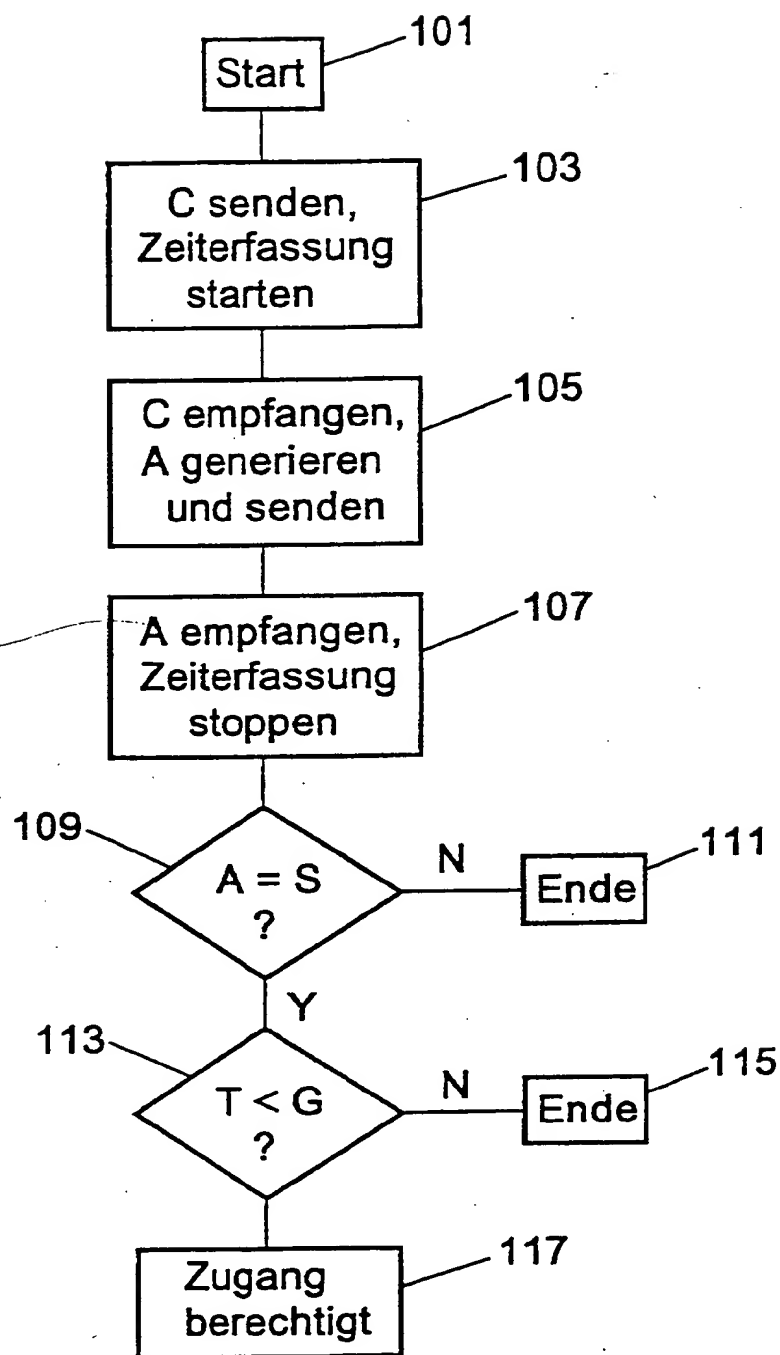 101
Start
103
C senden,
Zeiterfassung
starten
105
C empfangen,
A generieren
und senden
107
A empfangen,
Zeiterfassung
stoppen
109
A = S
?
N
111
Ende
Y
113
T < G
?
N
115
Ende
117
Zugang
berechtigt